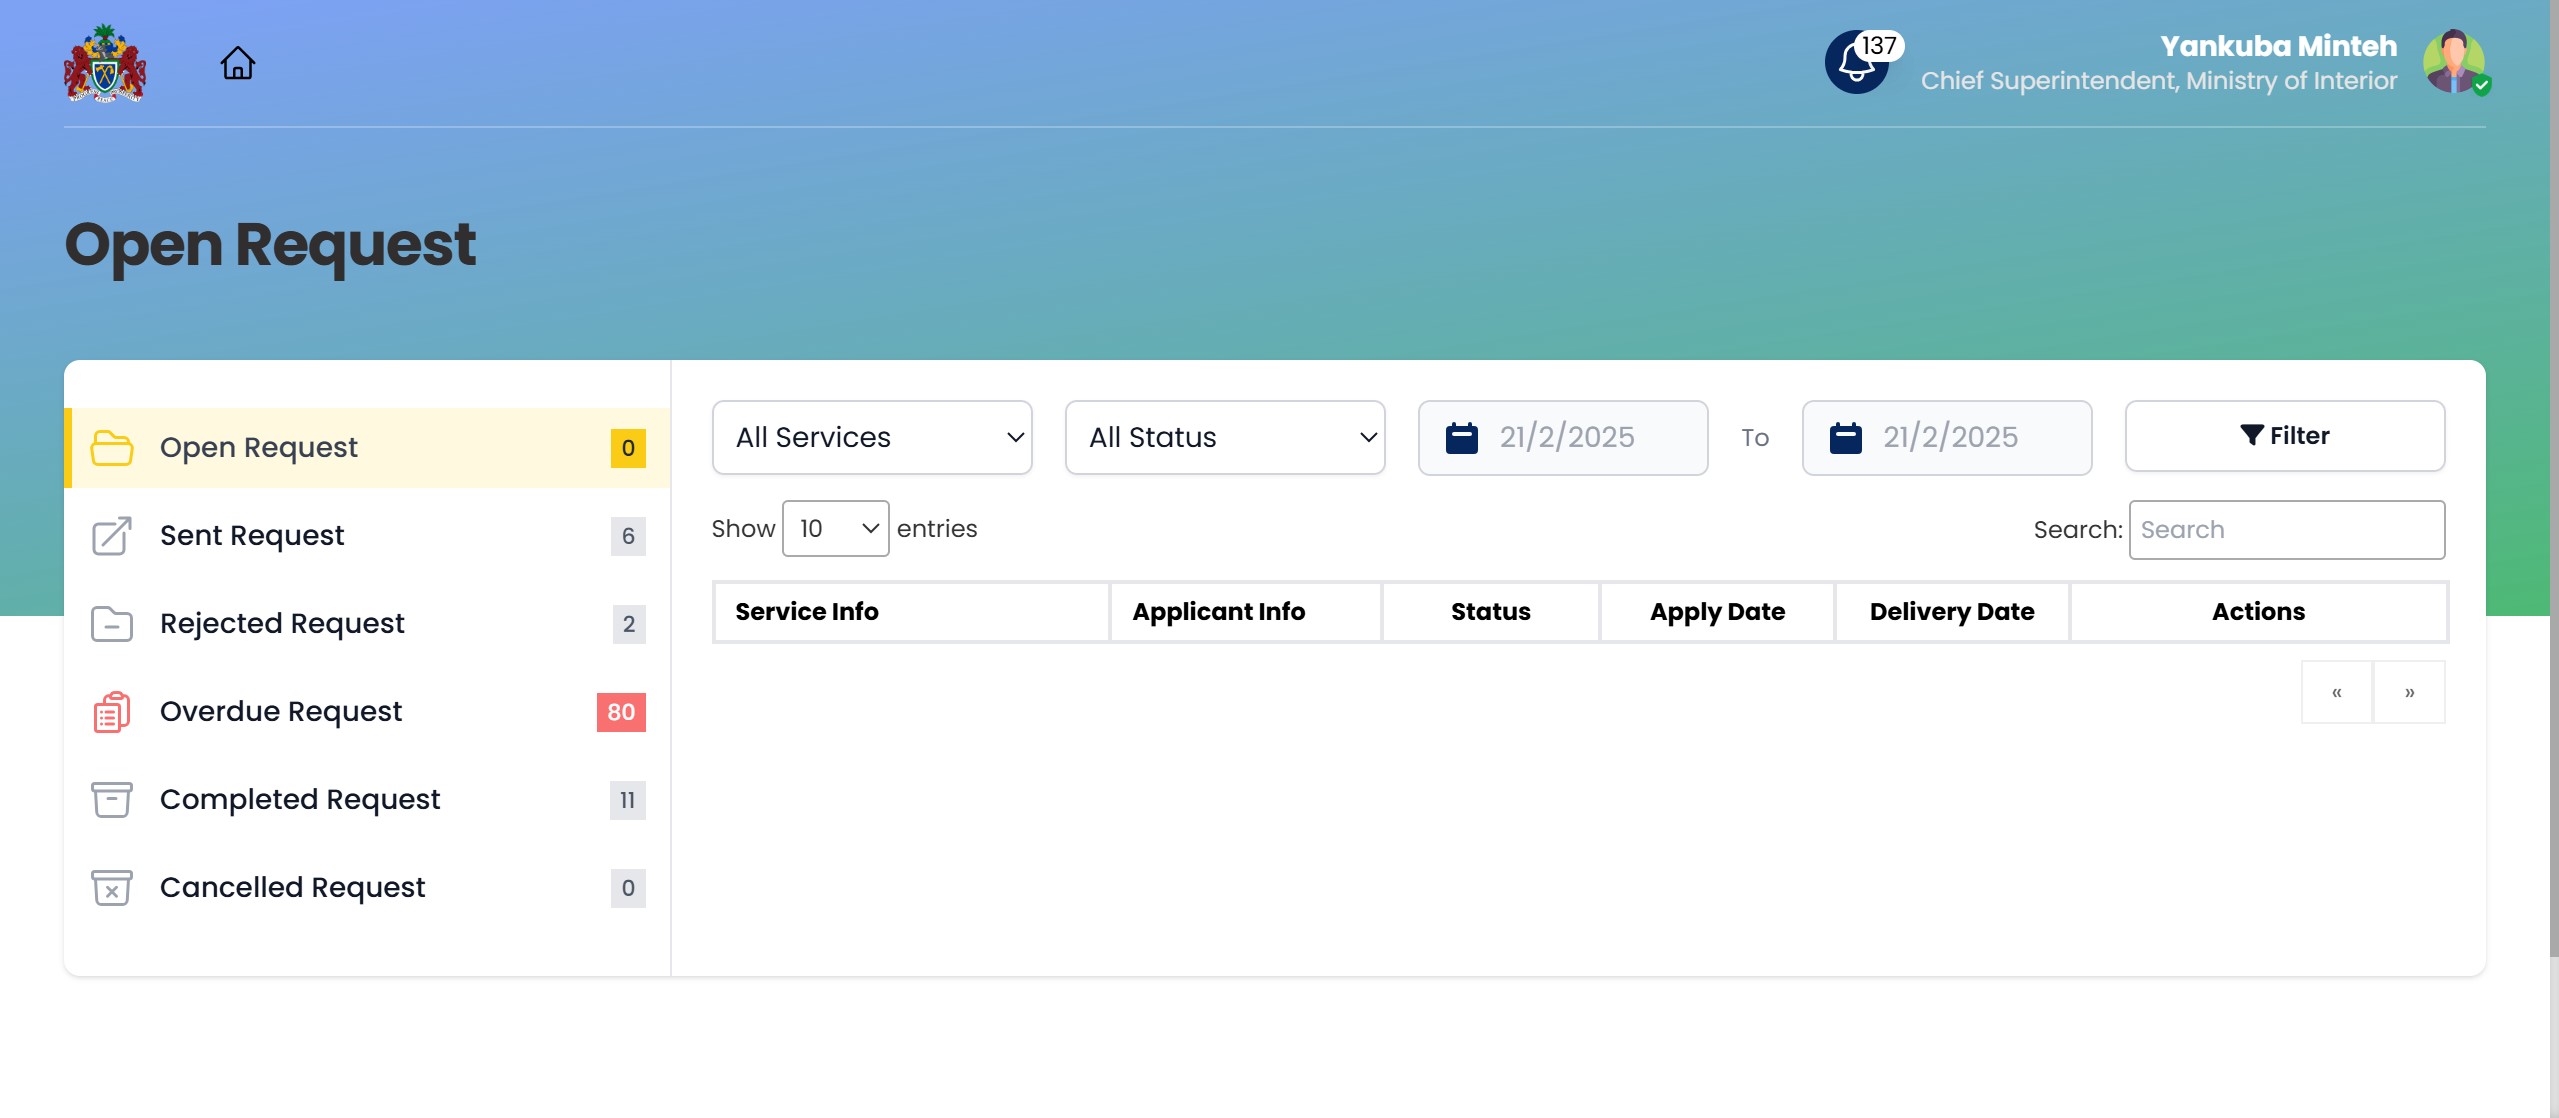 137
Yankuba Minteh
Chief Superintendent, Ministry of Interior
Open Request
Open Request 0
Sent Request 6
Rejected Request 2
Overdue Request 80
Completed Request 11
Cancelled Request 0
All Services All Status 21/2/2025 To 21/2/2025 Filter
Show 10 entries Search: Search
Service Info Applicant Info Status Apply Date Delivery Date Actions
« »